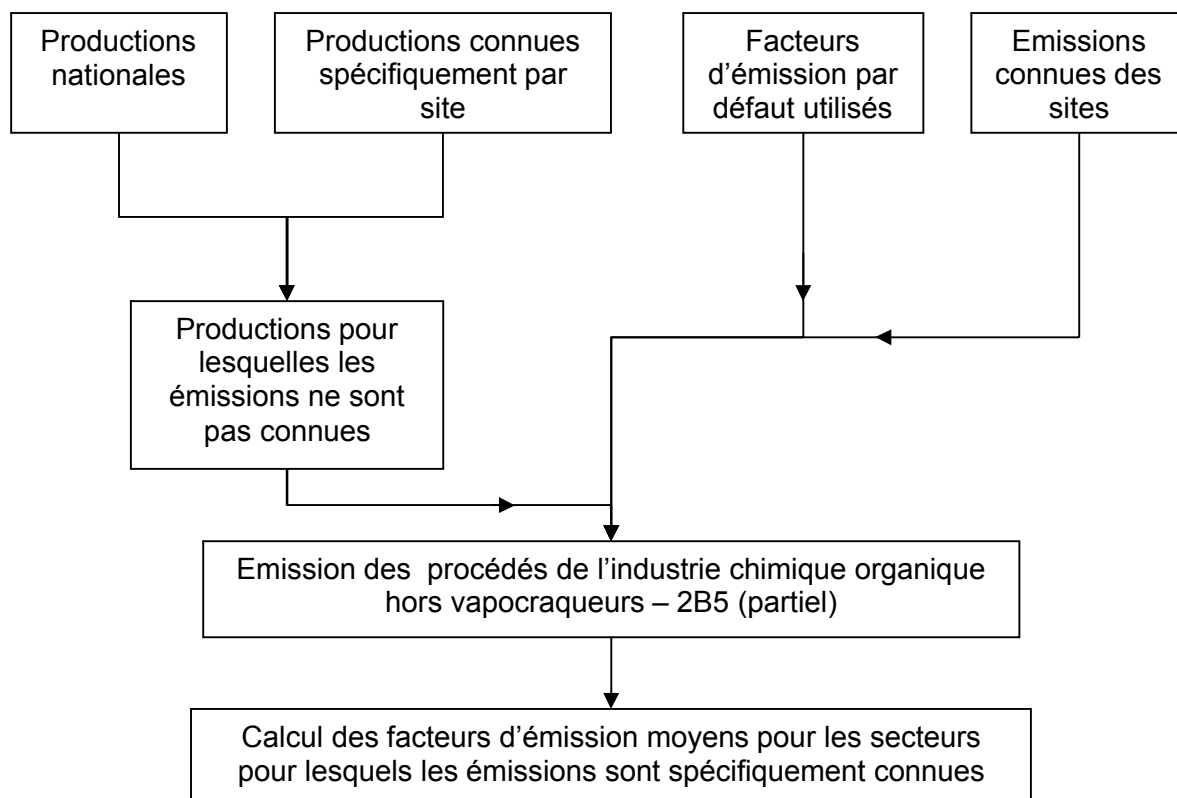 Productions
nationales
Productions connues
spécifiquement par
site
Facteurs
d’émission par
défaut utilisés
Emissions
connues des
sites
Productions pour
lesquelles les
émissions ne sont
pas connues
Emission des procédés de l’industrie chimique organique
hors vapocraqueurs – 2B5 (partiel)
Calcul des facteurs d’émission moyens pour les secteurs
pour lesquels les émissions sont spécifiquement connues